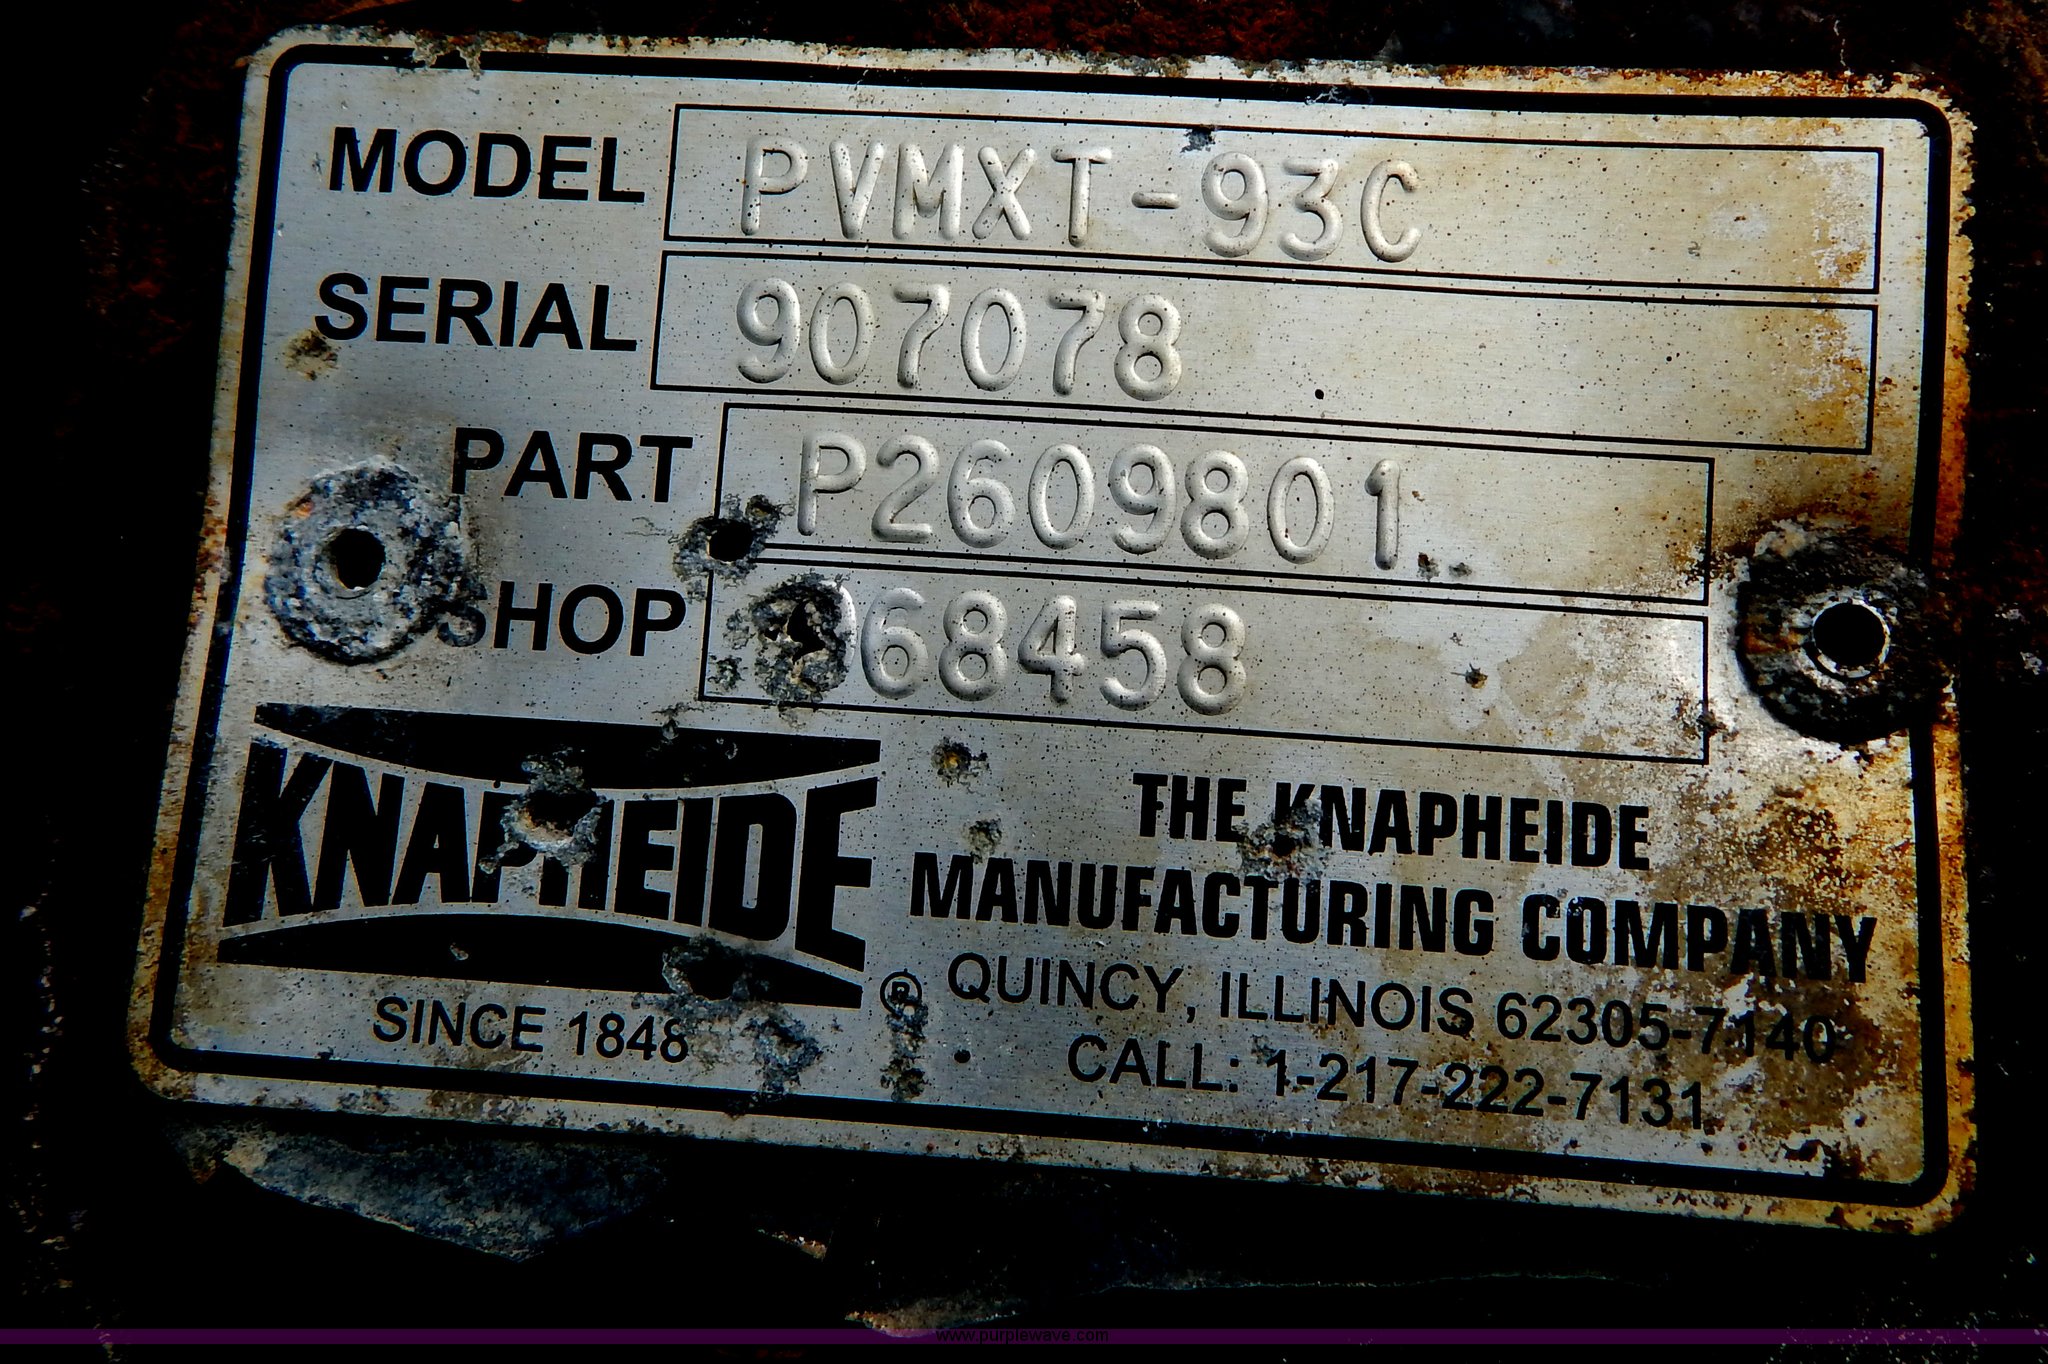 MODEL PVMXT-93C
SERIAL 907078
PART P2609801
SHOP
KNAPHEIDE
SINCE 1848
®
THE KNAPHEIDE
MANUFACTURING COMPANY
QUINCY, ILLINOIS 62305-7140
CALL: 1-217-222-7131
www.purplewave.com